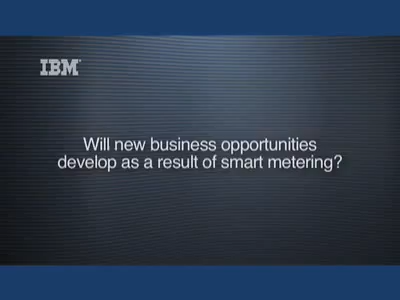 IBM
Will new business opportunities
develop as a result of smart metering?